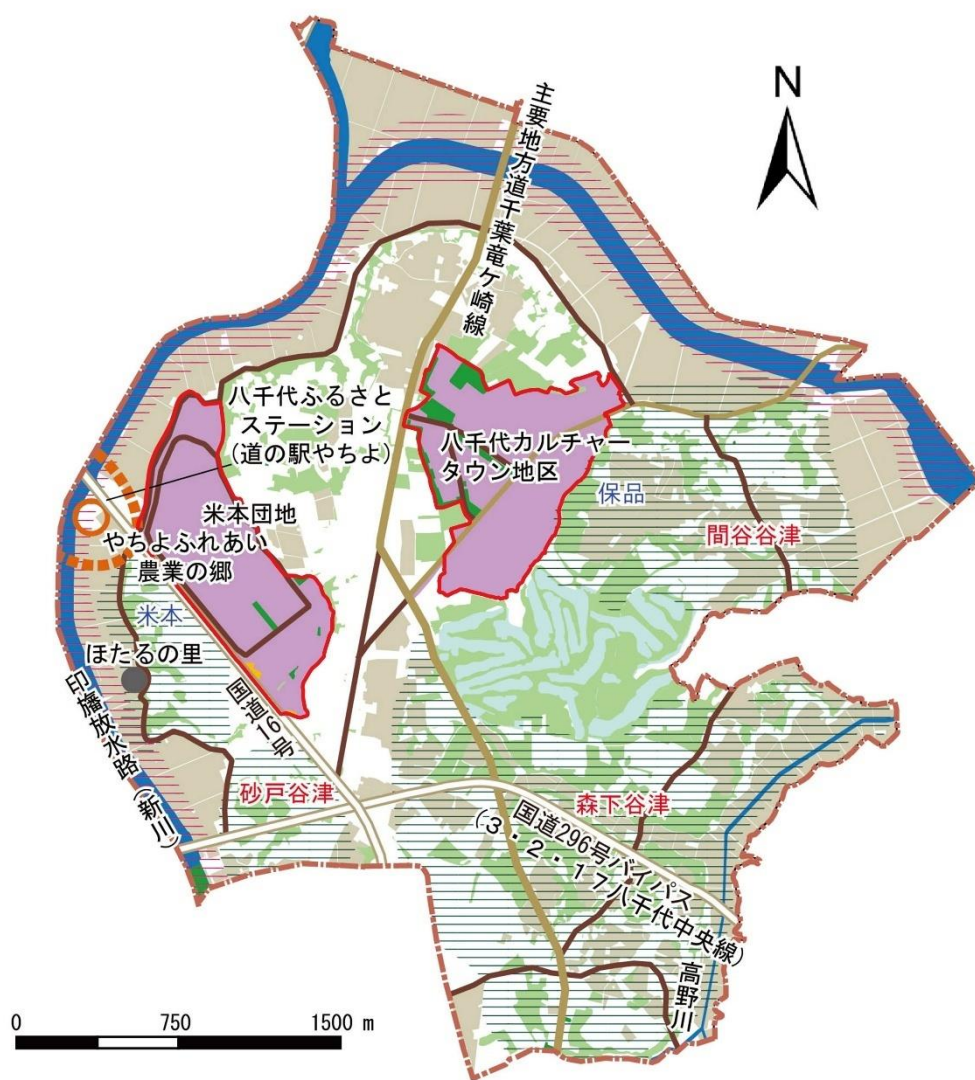 N
主要地方道千葉竜ケ崎線
八千代ふるさと
ステーション
(道の駅やちよ)
八千代カルチャー
タウン地区
保品
間谷谷津
米本団地
やちよふれあい
農業の郷
米本
ほたるの里
印旛放水路(新川)
国道16号
砂戸谷津
森下谷津
国道296号バイパス
(3・2・17八千代中央線)
高野川
0 750 1500 m